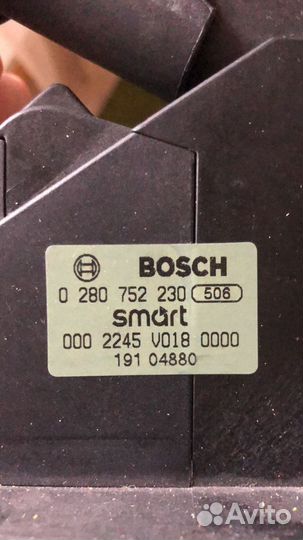 BOSCH
0 280 752 230 506
smart
000 2245 V018 0000
191 04880
Avito